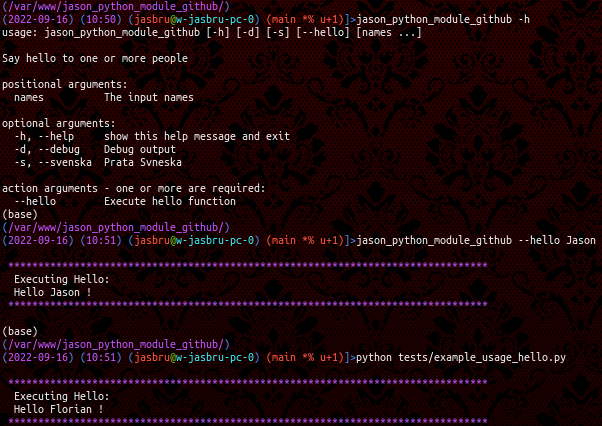 (/var/www/jason_python_module_github/)
(2022-09-16) (10:50) (jasbru@w-jasbru-pc-0) (main *% u+1)]>jason_python_module_github -h
usage: jason_python_module_github [-h] [-d] [-s] [--hello] [names ...]
Say hello to one or more people
positional arguments:
names The input names
optional arguments:
-h, --help show this help message and exit
-d, --debug Debug output
-s, --svenska Prata Svneska
action arguments - one or more are required:
--hello Execute hello function
(base)
(/var/www/jason_python_module_github/)
(2022-09-16) (10:51) (jasbru@w-jasbru-pc-0) (main *% u+1)]>jason_python_module_github --hello Jason
********************************************************************************
Executing Hello:
Hello Jason !
********************************************************************************
(base)
(/var/www/jason_python_module_github/)
(2022-09-16) (10:51) (jasbru@w-jasbru-pc-0) (main *% u+1)]>python tests/example_usage_hello.py
********************************************************************************
Executing Hello:
Hello Florian !
********************************************************************************